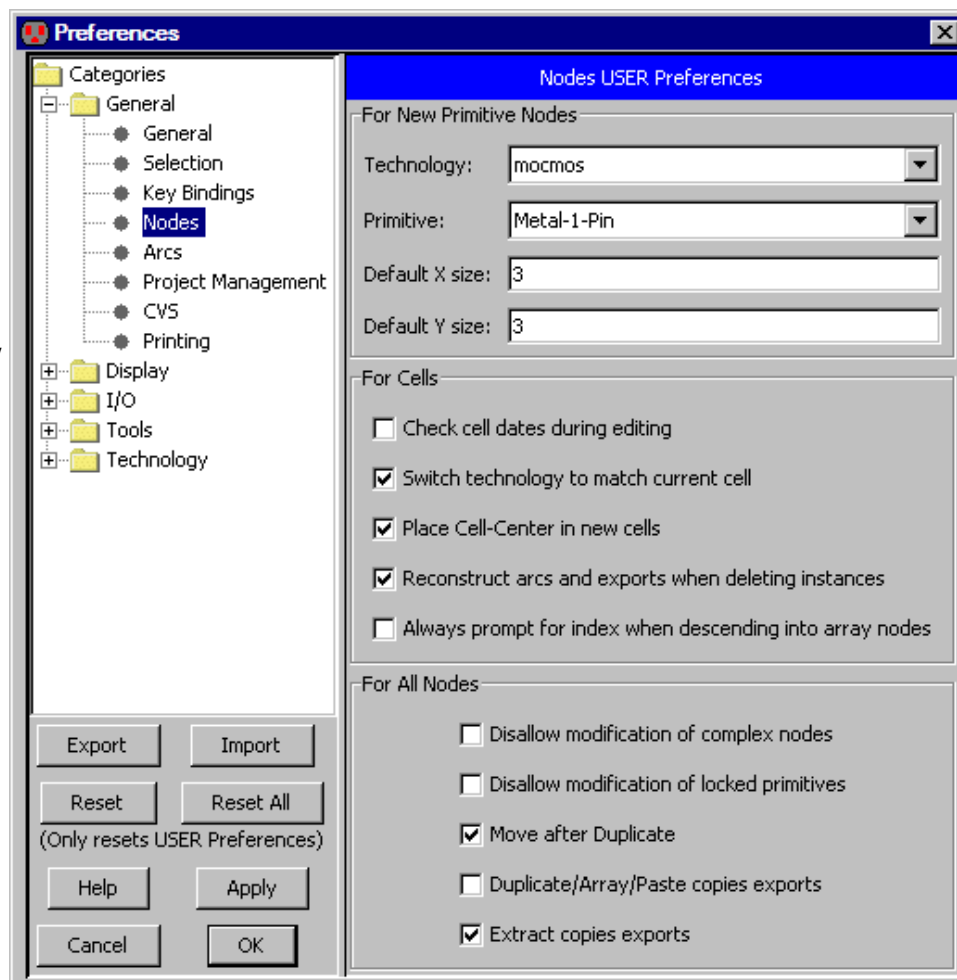 Preferences
Categories
General
General
Selection
Key Bindings
Nodes
Arcs
Project Management
CVS
Printing
Display
I/O
Tools
Technology
Export
Import
Reset
Reset All
(Only resets USER Preferences)
Help
Apply
Cancel
OK
Nodes USER Preferences
For New Primitive Nodes
Technology: mocmos
Primitive: Metal-1-Pin
Default X size: 3
Default Y size: 3
For Cells
Check cell dates during editing
Switch technology to match current cell
Place Cell-Center in new cells
Reconstruct arcs and exports when deleting instances
Always prompt for index when descending into array nodes
For All Nodes
Disallow modification of complex nodes
Disallow modification of locked primitives
Move after Duplicate
Duplicate/Array/Paste copies exports
Extract copies exports